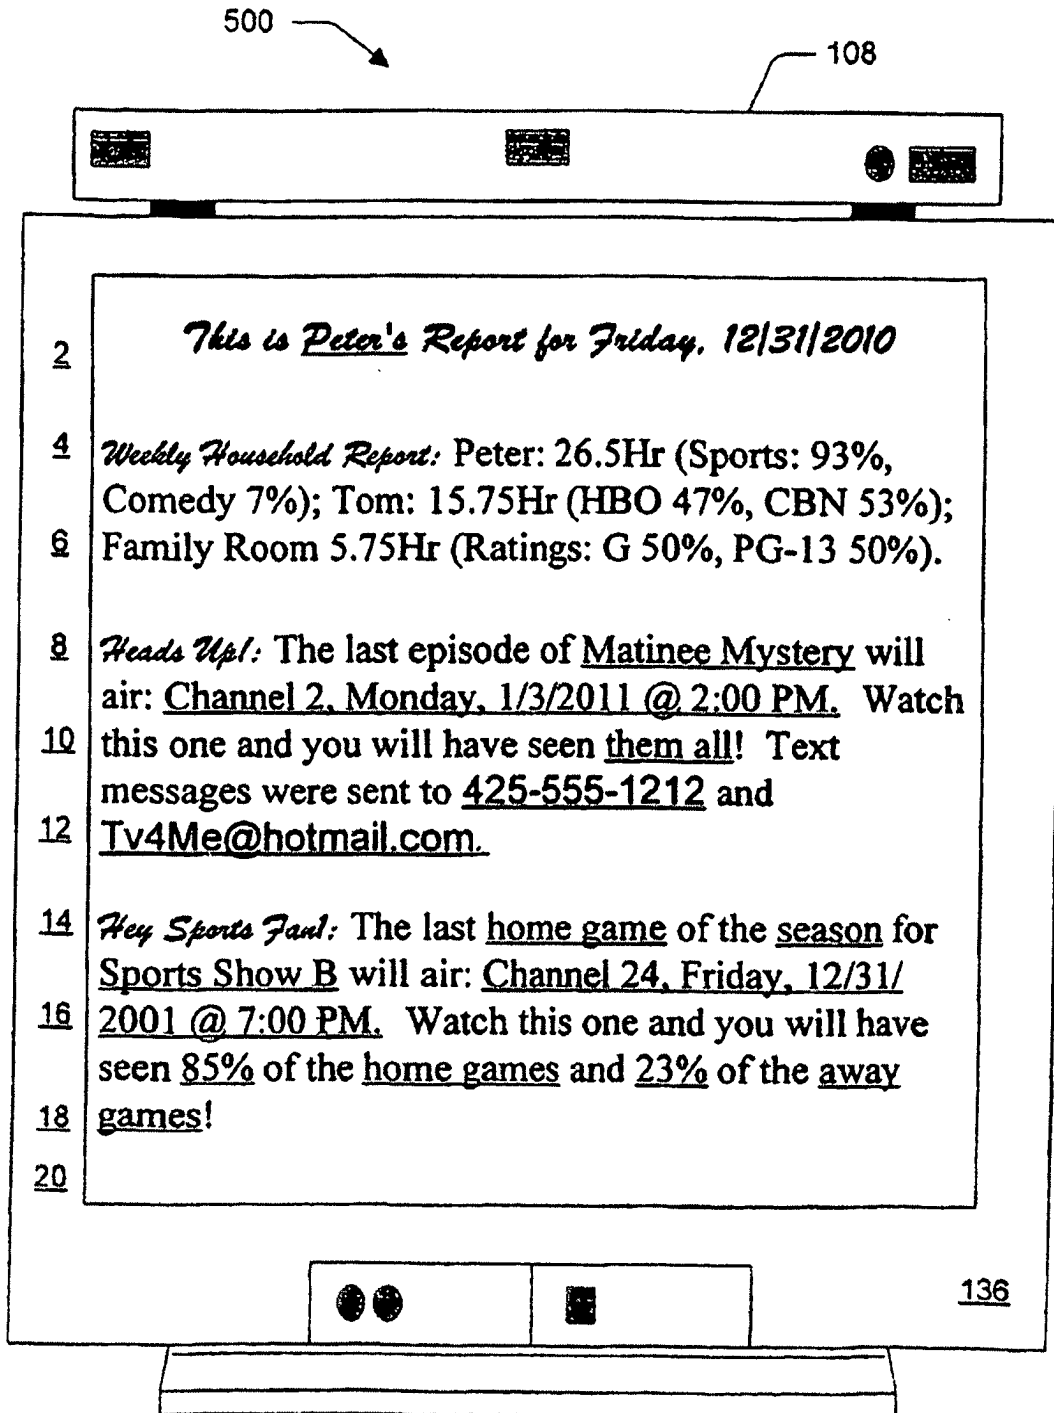 500
108
2
This is Peter's Report for Friday, 12/31/2010
4
Weekly Household Report: Peter: 26.5Hr (Sports: 93%,
Comedy 7%); Tom: 15.75Hr (HBO 47%, CBN 53%);
6
Family Room 5.75Hr (Ratings: G 50%, PG-13 50%).
8
Heads Up!: The last episode of Matinee Mystery will
air: Channel 2, Monday, 1/3/2011 @ 2:00 PM. Watch
10
this one and you will have seen them all! Text
messages were sent to 425-555-1212 and
12
Tv4Me@hotmail.com.
14
Hey Sports Fan!: The last home game of the season for
Sports Show B will air: Channel 24, Friday, 12/31/
16
2001 @ 7:00 PM. Watch this one and you will have
seen 85% of the home games and 23% of the away
18
games!
20
136